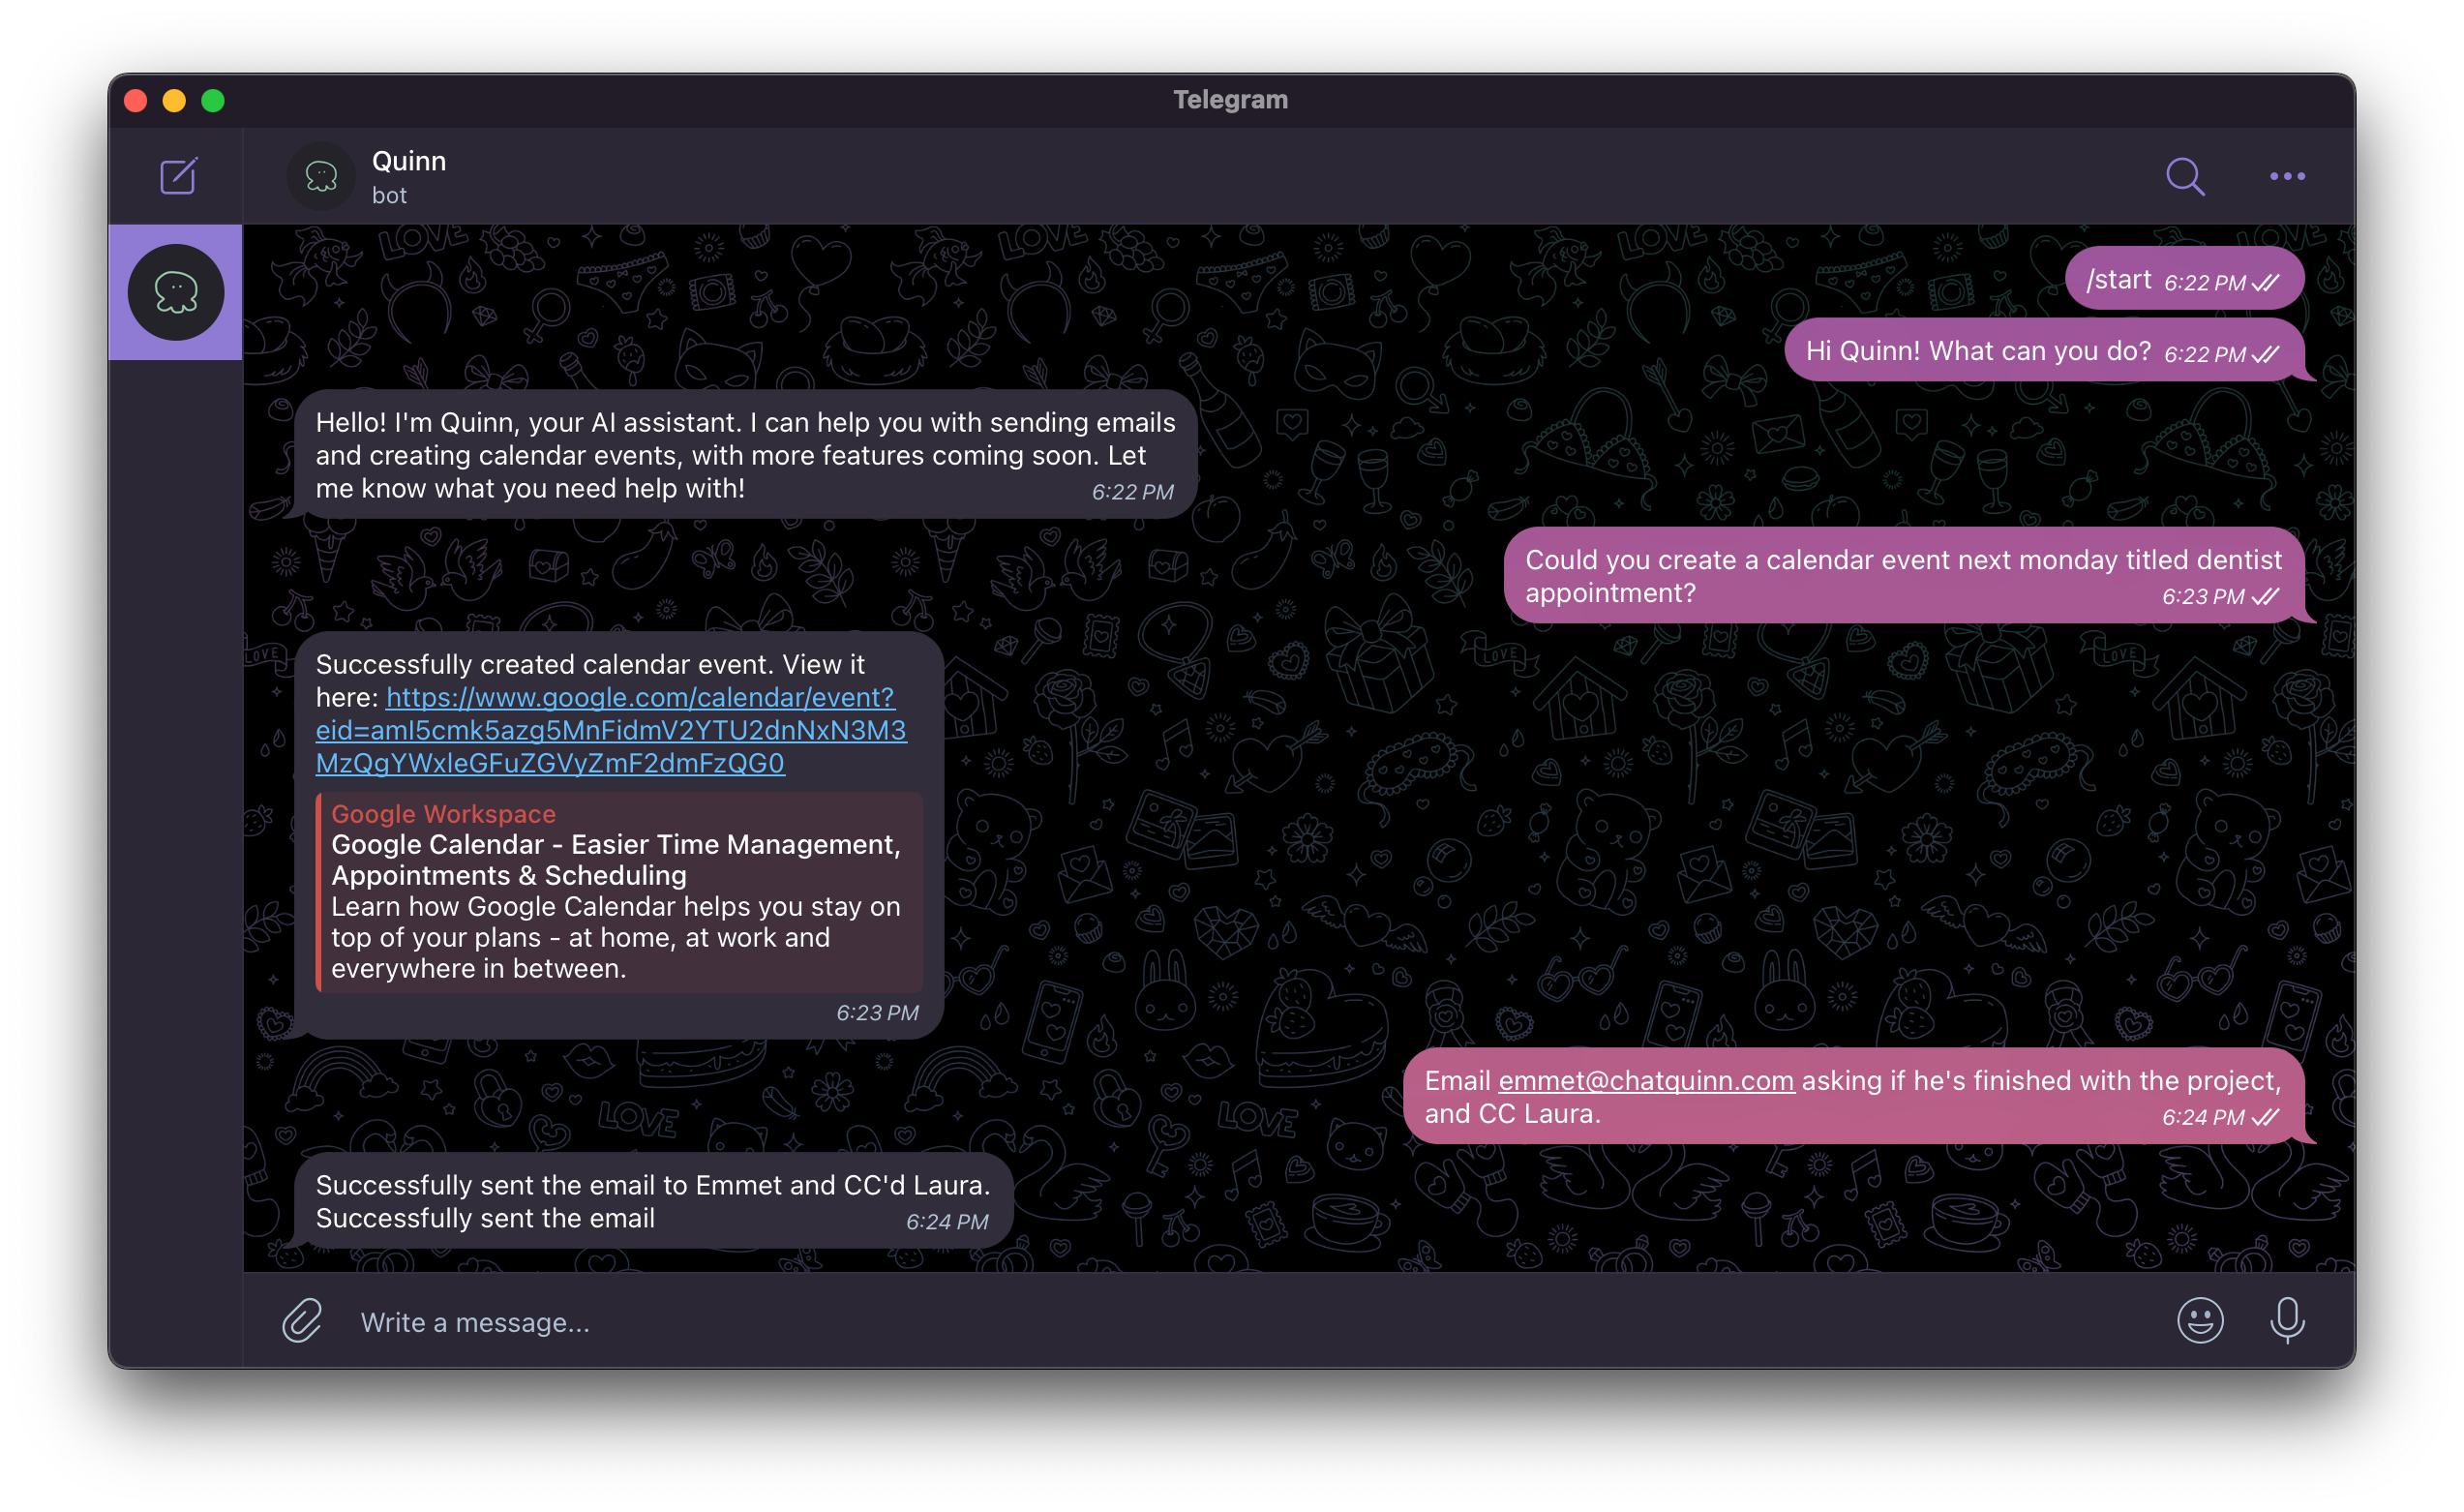 Telegram
Quinn
bot
/start 6:22 PM
Hi Quinn! What can you do? 6:22 PM
Hello! I'm Quinn, your AI assistant. I can help you with sending emails
and creating calendar events, with more features coming soon. Let
me know what you need help with! 6:22 PM
Could you create a calendar event next monday titled dentist
appointment? 6:23 PM
Successfully created calendar event. View it
here: https://www.google.com/calendar/event?
eid=aml5cmk5azg5MnFidmV2YTU2dnNxN3M3
MzQgYWxleGFuZGVyZmF2dmFzQG0
Google Workspace
Google Calendar - Easier Time Management,
Appointments & Scheduling
Learn how Google Calendar helps you stay on
top of your plans - at home, at work and
everywhere in between.
6:23 PM
Email emmet@chatquinn.com asking if he's finished with the project,
and CC Laura. 6:24 PM
Successfully sent the email to Emmet and CC'd Laura.
Successfully sent the email 6:24 PM
Write a message...